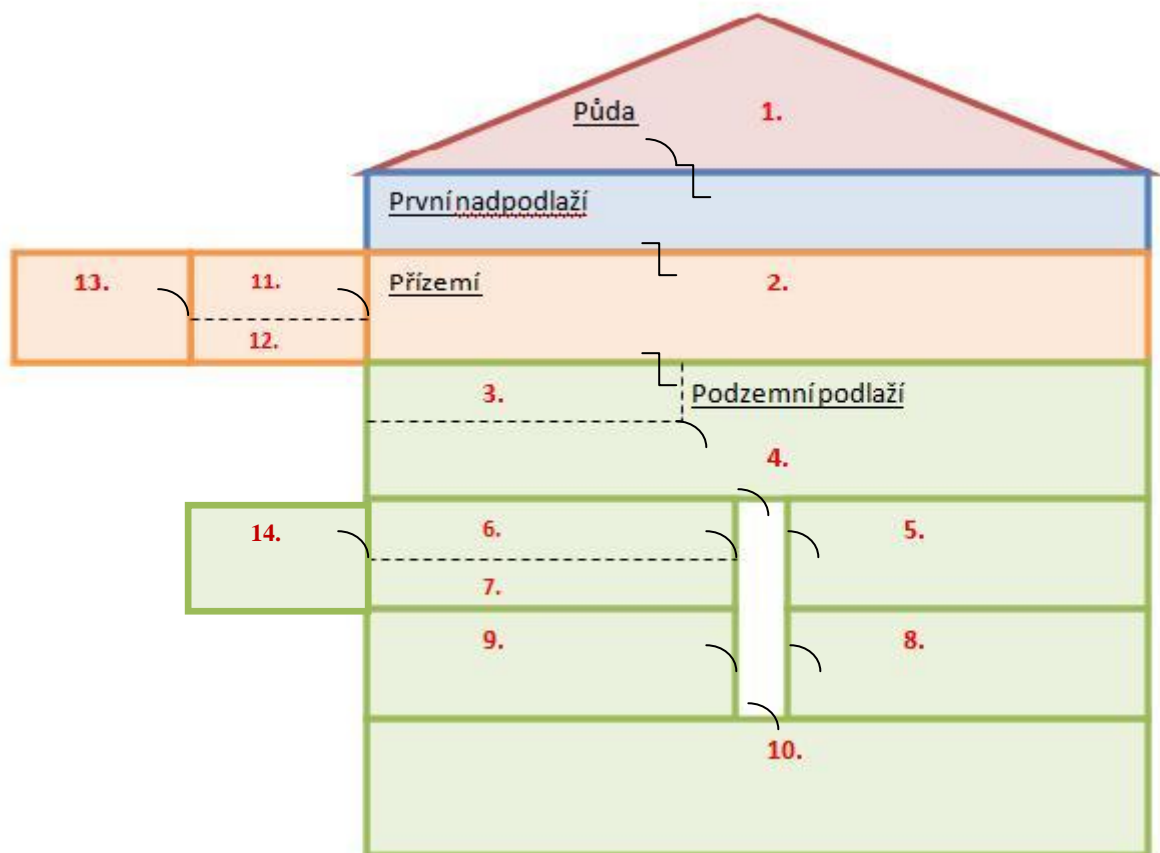 Půda 1.
První nadpodlaží
13. 11. Přízemí 2.
12.
3. Podzemní podlaží
4.
14. 6. 5.
7.
9. 8.
10.